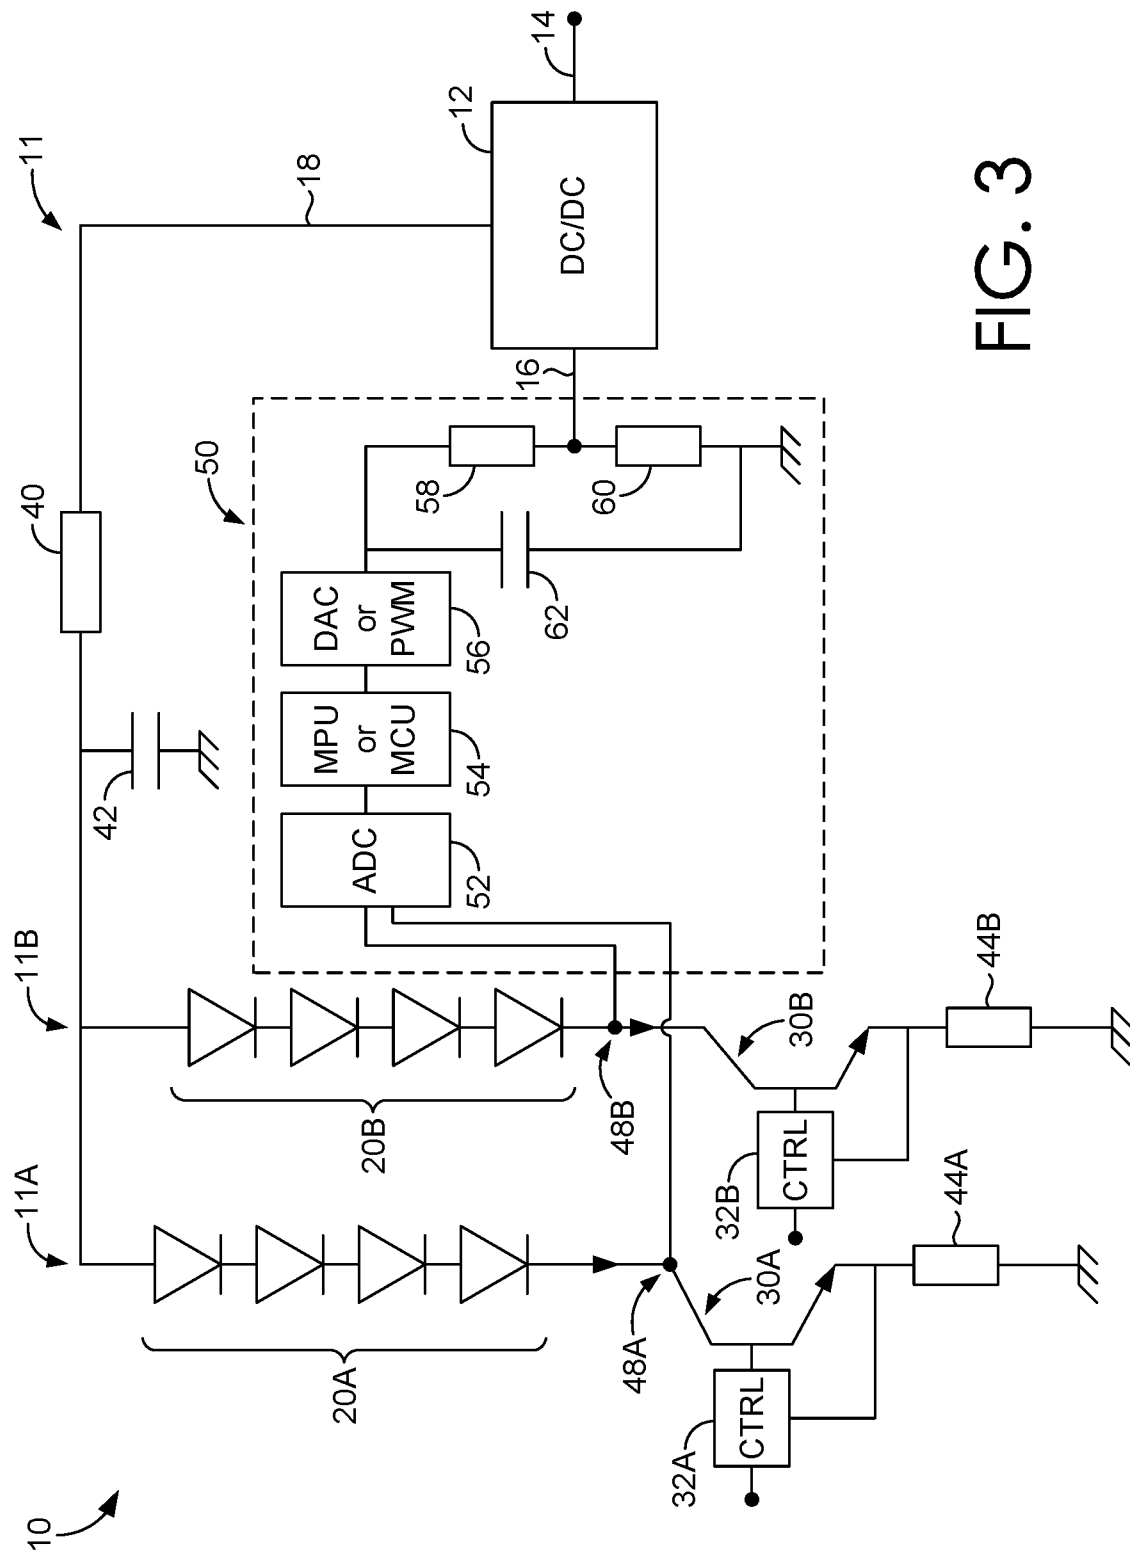 10
11
11A
11B
42
40
18
14
12
DC/DC
16
50
58
60
62
DAC
or
PWM
56
MPU
or
MCU
54
ADC
52
20A
20B
48A
48B
30A
30B
32A
CTRL
32B
CTRL
44A
44B
FIG. 3